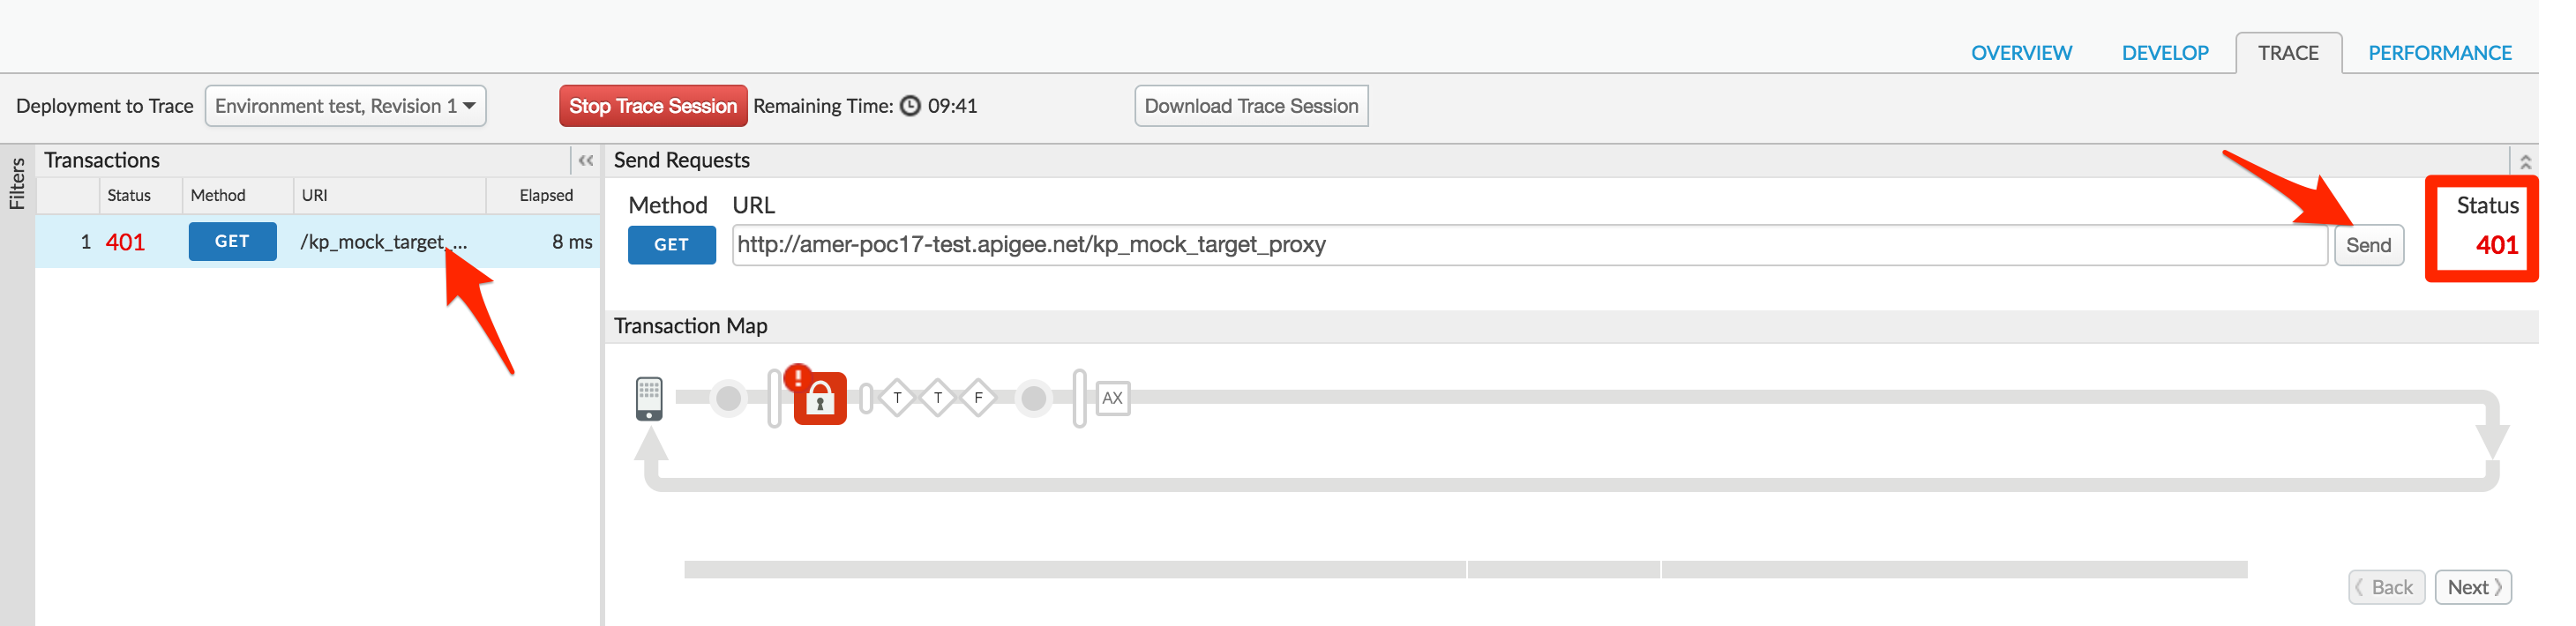 OVERVIEW DEVELOP TRACE PERFORMANCE
Deployment to Trace Environment test, Revision 1 Stop Trace Session Remaining Time: 09:41 Download Trace Session
Filters
Transactions
Status Method URI Elapsed
1 401 GET /kp_mock_target_... 8 ms
Send Requests
Method URL Status
GET http://amer-poc17-test.apigee.net/kp_mock_target_proxy Send 401
Transaction Map
! T T F AX
Back Next